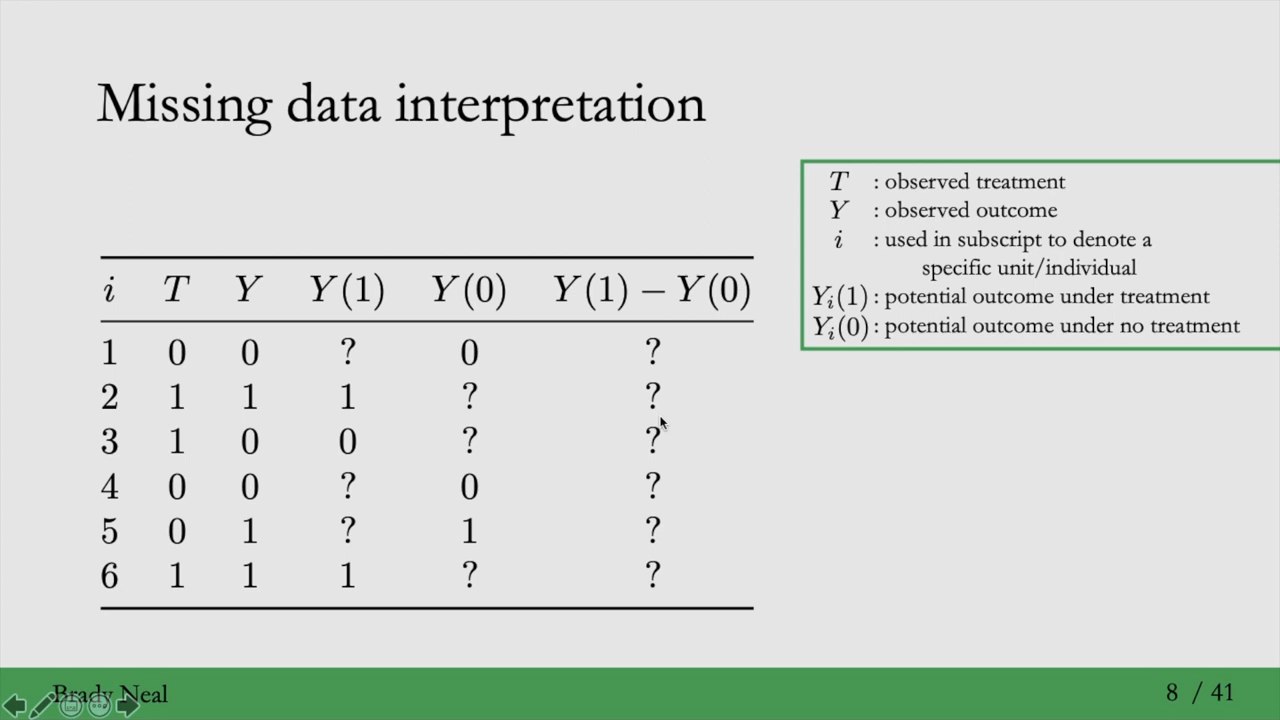 Missing data interpretation
T : observed treatment
Y : observed outcome
i : used in subscript to denote a
specific unit/individual
Yᵢ(1) : potential outcome under treatment
Yᵢ(0) : potential outcome under no treatment
i T Y Y(1) Y(0) Y(1) − Y(0)
1 0 0 ? 0 ?
2 1 1 1 ? ?
3 1 0 0 ? ?
4 0 0 ? 0 ?
5 0 1 ? 1 ?
6 1 1 1 ? ?
Brady Neal
8 / 41